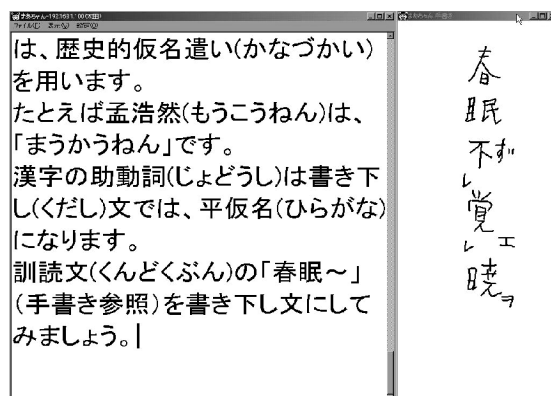 は、歴史的仮名遣い(かなづかい)
を用います。
たとえば孟浩然(もうこうねん)は、
「まうかうねん」です。
漢字の助動詞(じょどうし)は書き下
し(くだし)文では、平仮名(ひらがな)
になります。
訓読文(くんどくぶん)の「春眠～」
(手書き参照)を書き下し文にして
みましょう。
春
眠
不ず
レ
覚
レ エ
暁ヲ